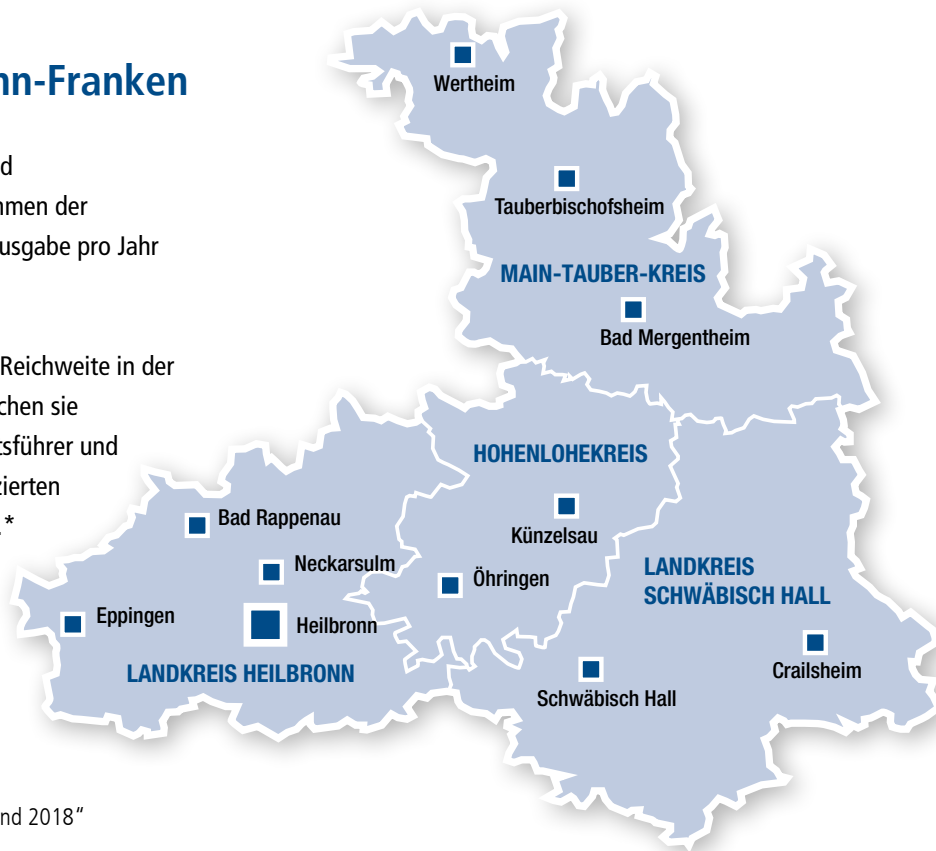 nn-Franken
d
nmen der
usgabe pro Jahr
Reichweite in der
chen sie
tsführer und
zierten
.*
nd 2018“
Wertheim
Tauberbischofsheim
MAIN-TAUBER-KREIS
Bad Mergentheim
HOHENLOHEKREIS
Künzelsau
Öhringen
Bad Rappenau
Neckarsulm
Eppingen
Heilbronn
LANDKREIS HEILBRONN
LANDKREIS
SCHWÄBISCH HALL
Crailsheim
Schwäbisch Hall